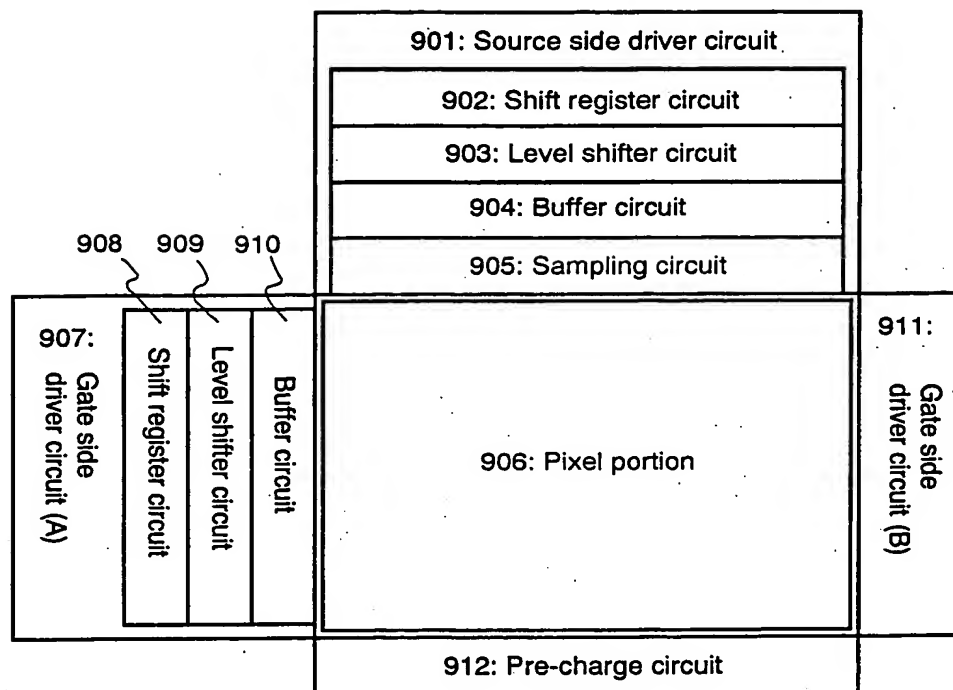 901: Source side driver circuit
902: Shift register circuit
903: Level shifter circuit
904: Buffer circuit
905: Sampling circuit
908
909
910
907:
Gate side
driver circuit (A)
Shift register circuit
Level shifter circuit
Buffer circuit
906: Pixel portion
911:
Gate side
driver circuit (B)
912: Pre-charge circuit